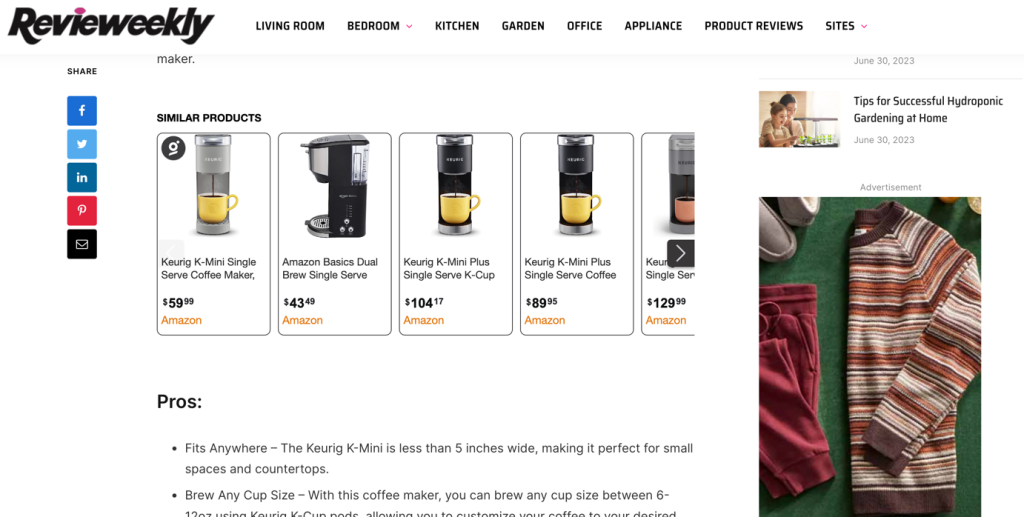 Revieweekly
LIVING ROOM
BEDROOM
KITCHEN
GARDEN
OFFICE
APPLIANCE
PRODUCT REVIEWS
SITES
SHARE
maker.
SIMILAR PRODUCTS
KEURIG
Keurig K-Mini Single
Serve Coffee Maker,
$59.99
Amazon
Amazon Basics Dual
Brew Single Serve
$43.49
Amazon
KEURIG
Keurig K-Mini Plus
Single Serve K-Cup
$104.17
Amazon
KEURIG
Keurig K-Mini Plus
Single Serve Coffee
$89.95
Amazon
$129.99
Amazon
Pros:
• Fits Anywhere – The Keurig K-Mini is less than 5 inches wide, making it perfect for small
spaces and countertops.
• Brew Any Cup Size – With this coffee maker, you can brew any cup size between 6-
12oz using Keurig K-Cup pods, allowing you to customize your coffee to your desired
June 30, 2023
Tips for Successful Hydroponic
Gardening at Home
June 30, 2023
Advertisement